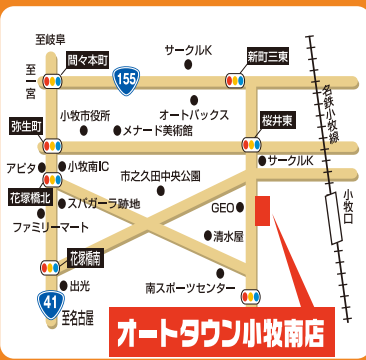 至岐阜
サークルK
間々本町
新町三東
至一宮
155
名鉄小牧線
オートバックス
小牧市役所
弥生町
メナード美術館
桜井東
サークルK
アピタ
小牧南IC
市之久田中央公園
花塚橋北
小牧口
スパガーラ跡地
GEO
ファミリーマート
清水屋
花塚橋南
出光
南スポーツセンター
41
至名古屋
オートタウン小牧南店